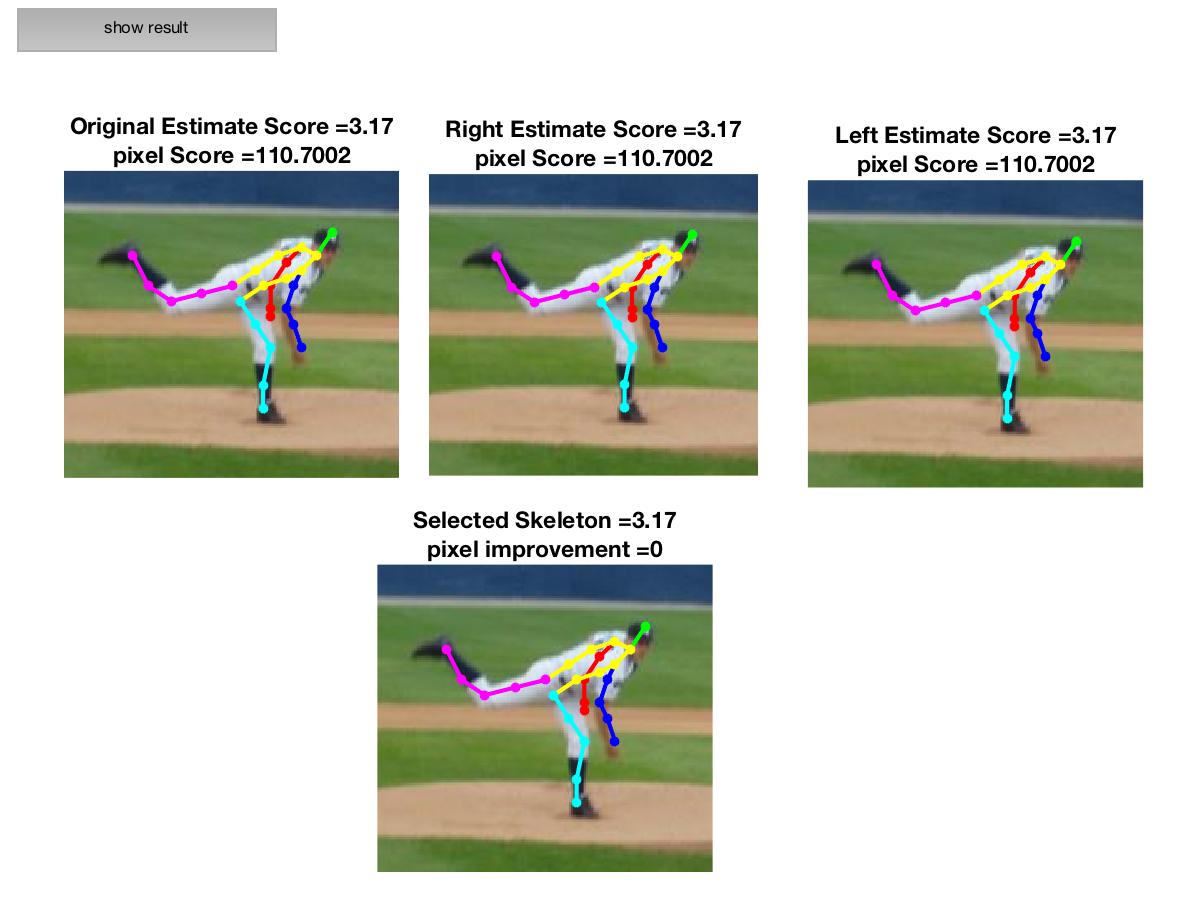 show result
Original Estimate Score =3.17
pixel Score =110.7002
Right Estimate Score =3.17
pixel Score =110.7002
Left Estimate Score =3.17
pixel Score =110.7002
Selected Skeleton =3.17
pixel improvement =0